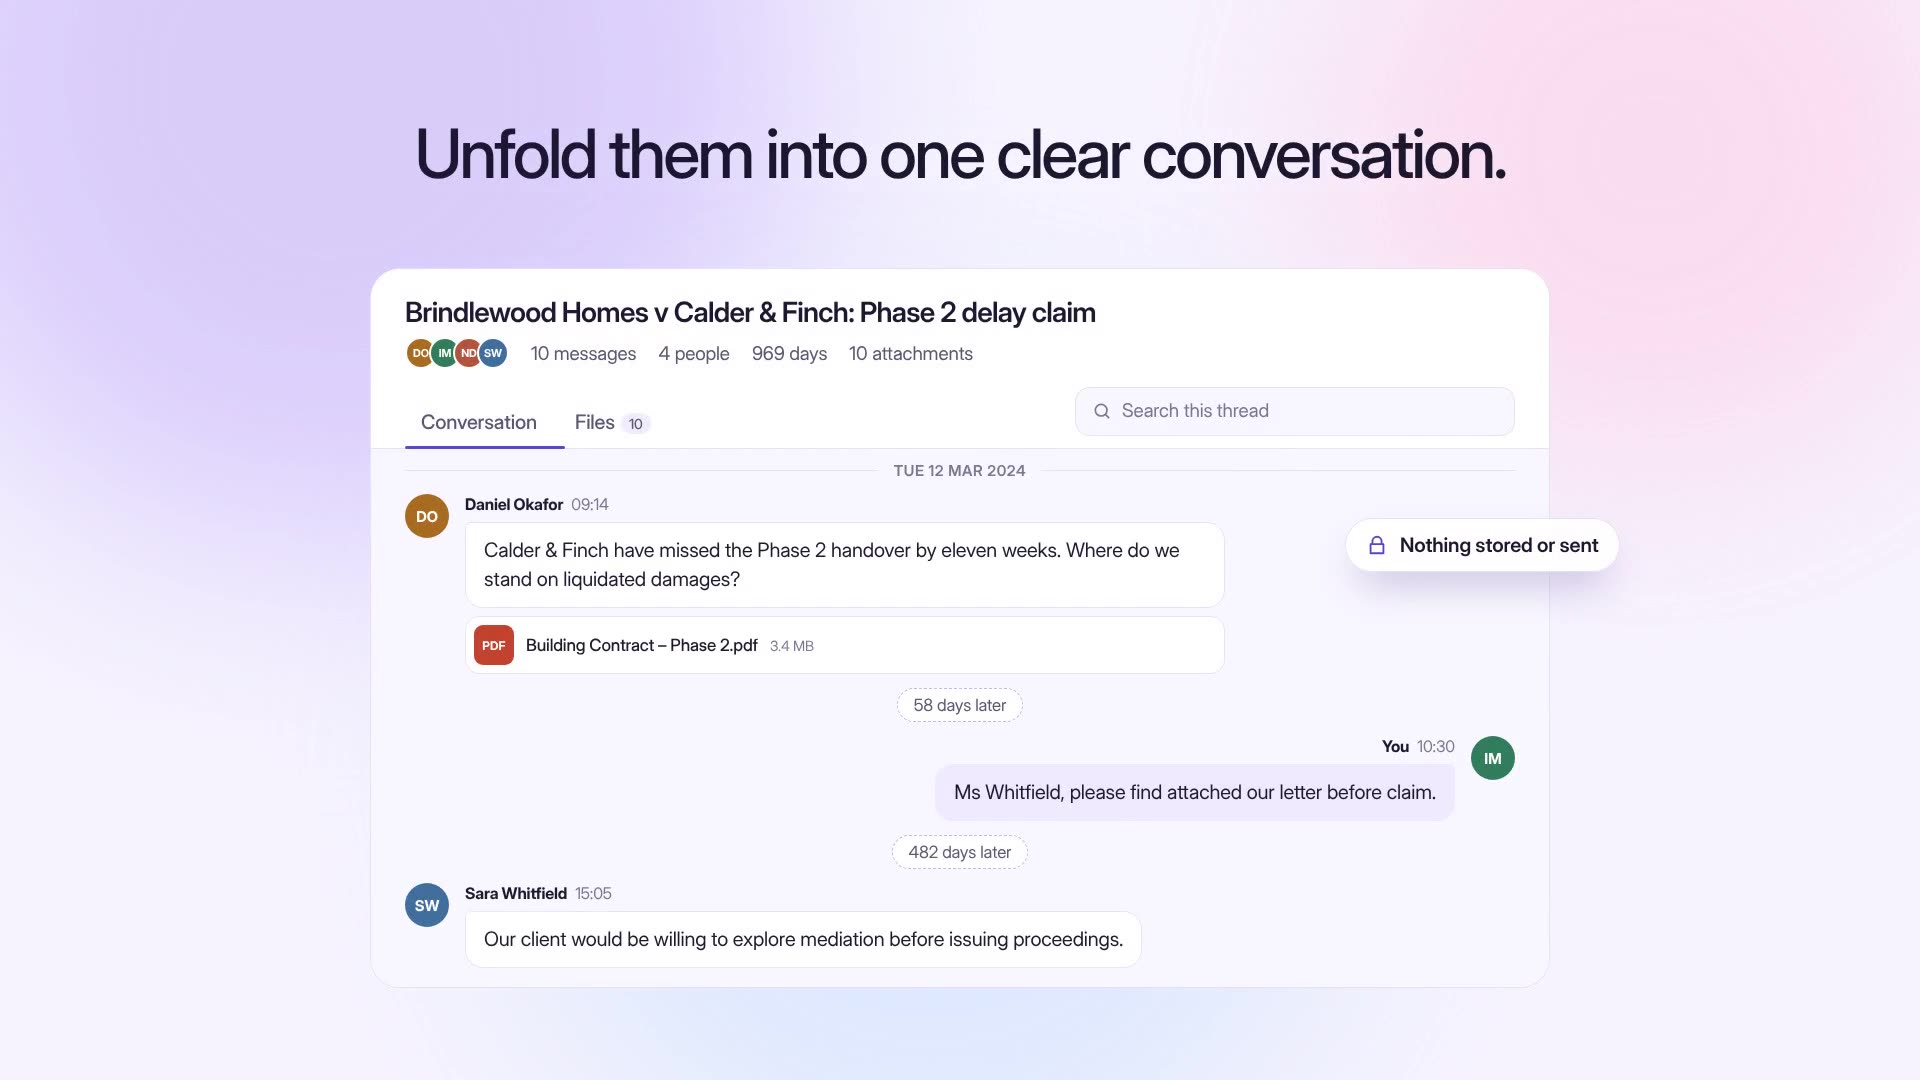 Unfold them into one clear conversation.
Brindlewood Homes v Calder & Finch: Phase 2 delay claim
DO IM ND SW 10 messages 4 people 969 days 10 attachments
Conversation Files 10 Search this thread
TUE 12 MAR 2024
DO Daniel Okafor 09:14
Calder & Finch have missed the Phase 2 handover by eleven weeks. Where do we
stand on liquidated damages?
Nothing stored or sent
PDF Building Contract – Phase 2.pdf 3.4 MB
58 days later
You 10:30 IM
Ms Whitfield, please find attached our letter before claim.
482 days later
SW Sara Whitfield 15:05
Our client would be willing to explore mediation before issuing proceedings.